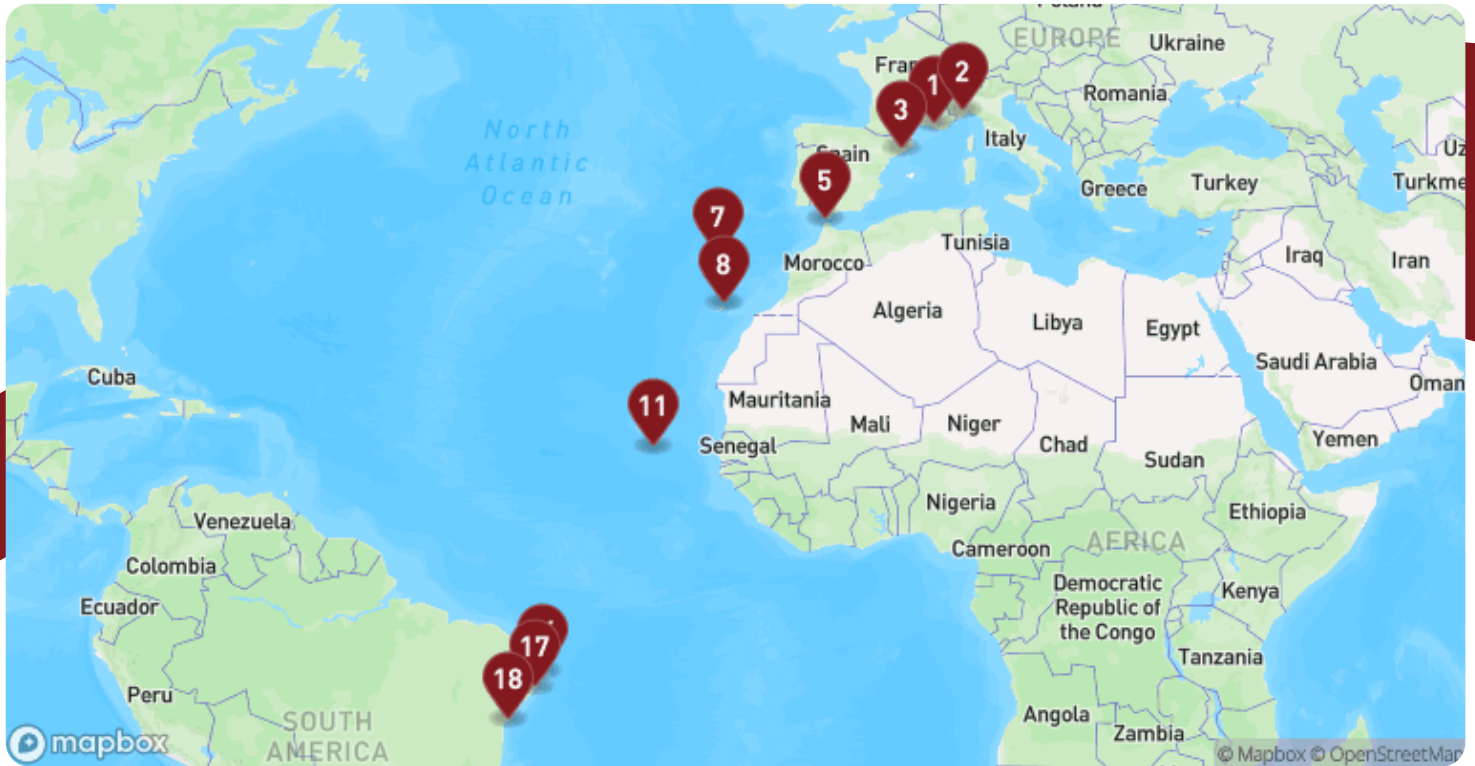 Poland
EUROPE
Ukraine
2
1
3
Romania
North
Atlantic
Ocean
Italy
Spain
5
Greece
Turkey
7
Tunisia
8
Morocco
Iraq
Iran
Algeria
Libya
Egypt
Saudi Arabia
Cuba
Oman
11
Mauritania
Mali
Niger
Chad
Yemen
Senegal
Sudan
Nigeria
Ethiopia
Venezuela
Cameroon
AFRICA
Colombia
Democratic
Republic of
the Congo
Kenya
Ecuador
17
Tanzania
18
Peru
Angola
Zambia
SOUTH
AMERICA
mapbox
© Mapbox © OpenStreetMap